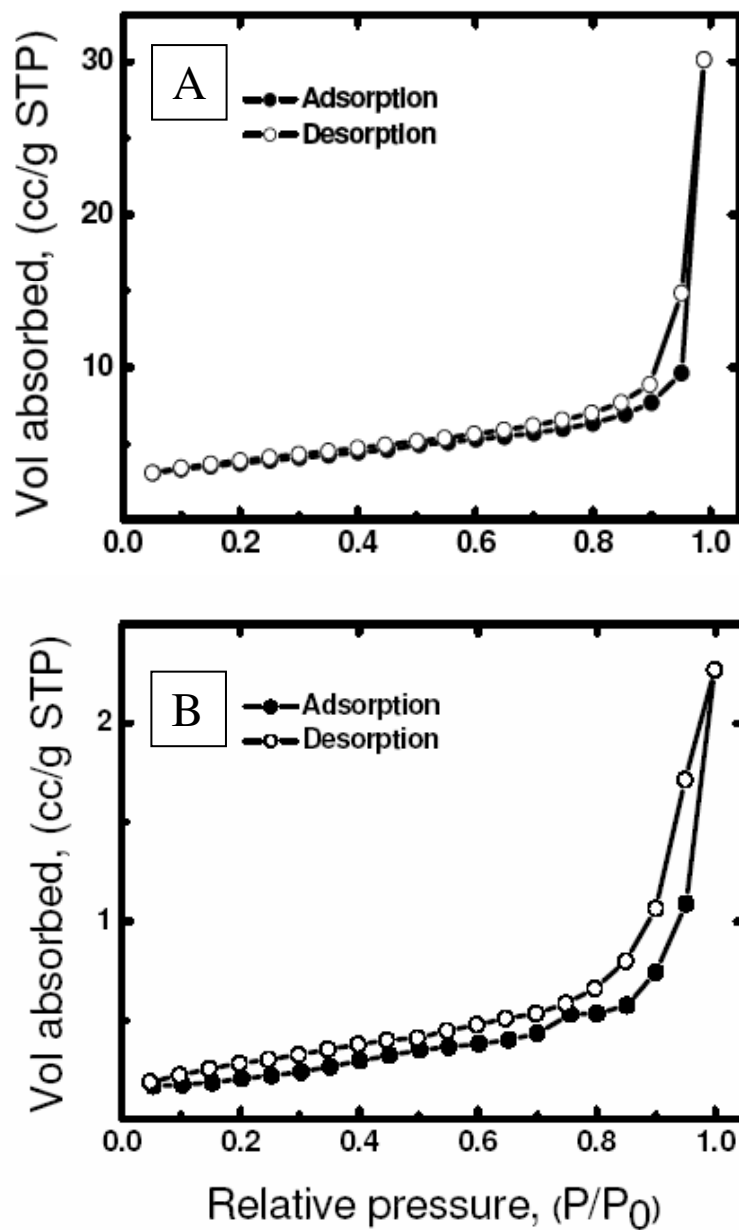 A
Adsorption
Desorption
Vol absorbed, (cc/g STP)
30
20
10
0.0 0.2 0.4 0.6 0.8 1.0
B
Adsorption
Desorption
Vol absorbed, (cc/g STP)
2
1
0.0 0.2 0.4 0.6 0.8 1.0
Relative pressure, (P/P0)